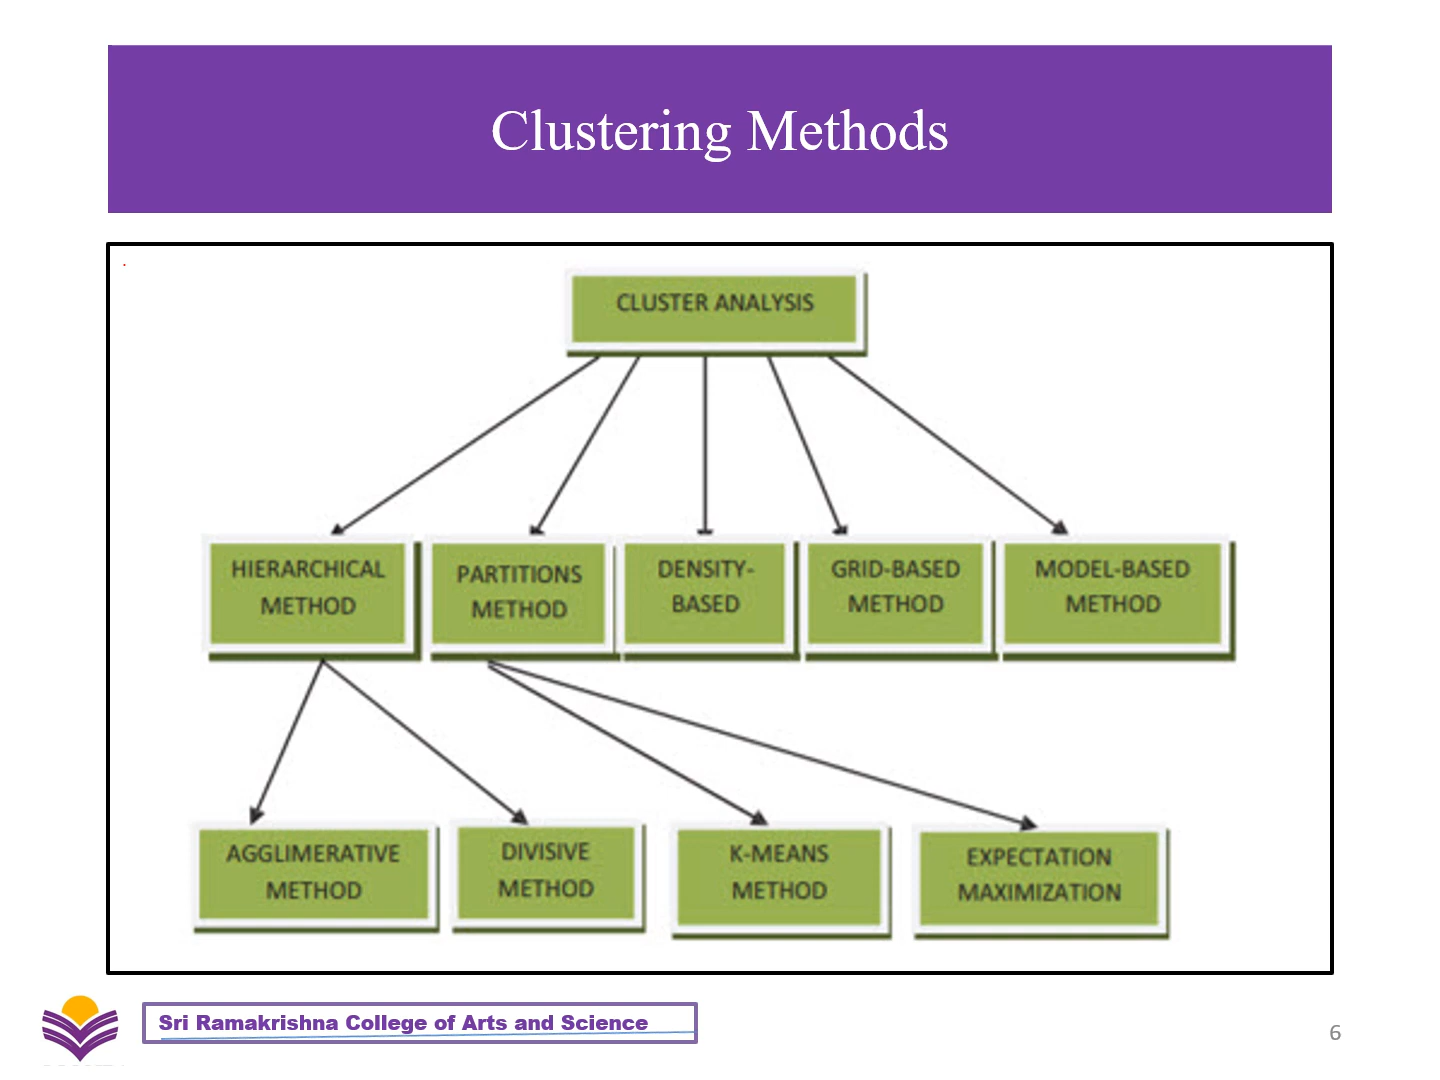 Clustering Methods
CLUSTER ANALYSIS
HIERARCHICAL
METHOD
PARTITIONS
METHOD
DENSITY-
BASED
GRID-BASED
METHOD
MODEL-BASED
METHOD
AGGLIMERATIVE
METHOD
DIVISIVE
METHOD
K-MEANS
METHOD
EXPECTATION
MAXIMIZATION
Sri Ramakrishna College of Arts and Science
6